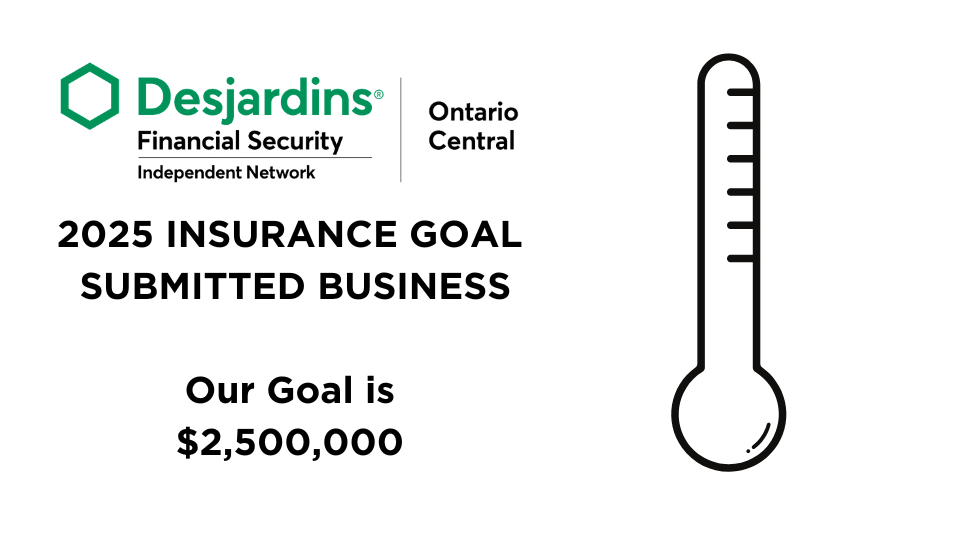 Desjardins®
Financial Security
Independent Network
Ontario
Central
2025 INSURANCE GOAL
SUBMITTED BUSINESS
Our Goal is
$2,500,000